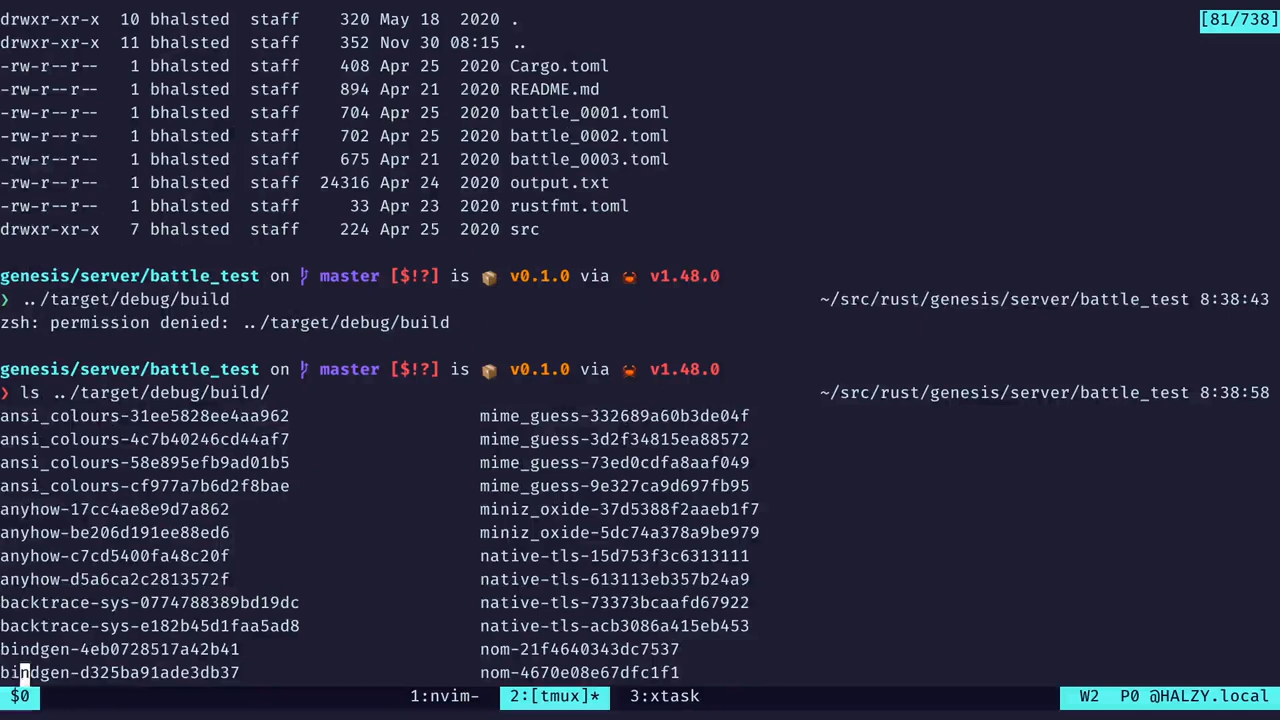 drwxr-xr-x  10 bhalsted  staff    320 May 18  2020 .
[81/738]
drwxr-xr-x  11 bhalsted  staff    352 Nov 30 08:15 ..
-rw-r--r--   1 bhalsted  staff    408 Apr 25  2020 Cargo.toml
-rw-r--r--   1 bhalsted  staff    894 Apr 21  2020 README.md
-rw-r--r--   1 bhalsted  staff    704 Apr 25  2020 battle_0001.toml
-rw-r--r--   1 bhalsted  staff    702 Apr 25  2020 battle_0002.toml
-rw-r--r--   1 bhalsted  staff    675 Apr 21  2020 battle_0003.toml
-rw-r--r--   1 bhalsted  staff  24316 Apr 24  2020 output.txt
-rw-r--r--   1 bhalsted  staff     33 Apr 23  2020 rustfmt.toml
drwxr-xr-x   7 bhalsted  staff    224 Apr 25  2020 src
genesis/server/battle_test on master [$!?] is 📦 v0.1.0 via 🦀 v1.48.0
❯ ../target/debug/build ~/src/rust/genesis/server/battle_test 8:38:43
zsh: permission denied: ../target/debug/build
genesis/server/battle_test on master [$!?] is 📦 v0.1.0 via 🦀 v1.48.0
❯ ls ../target/debug/build/ ~/src/rust/genesis/server/battle_test 8:38:58
ansi_colours-31ee5828ee4aa962 mime_guess-332689a60b3de04f
ansi_colours-4c7b40246cd44af7 mime_guess-3d2f34815ea88572
ansi_colours-58e895efb9ad01b5 mime_guess-73ed0cdfa8aaf049
ansi_colours-cf977a7b6d2f8bae mime_guess-9e327ca9d697fb95
anyhow-17cc4ae8e9d7a862 miniz_oxide-37d5388f2aaeb1f7
anyhow-be206d191ee88ed6 miniz_oxide-5dc74a378a9be979
anyhow-c7cd5400fa48c20f native-tls-15d753f3c6313111
anyhow-d5a6ca2c2813572f native-tls-613113eb357b24a9
backtrace-sys-0774788389bd19dc native-tls-73373bcaafd67922
backtrace-sys-e182b45d1faa5ad8 native-tls-acb3086a415eb453
bindgen-4eb0728517a42b41 nom-21f4640343dc7537
bindgen-d325ba91ade3db37 nom-4670e08e67dfc1f1
$0 1:nvim- 2:[tmux]* 3:xtask W2 P0 @HALZY.local